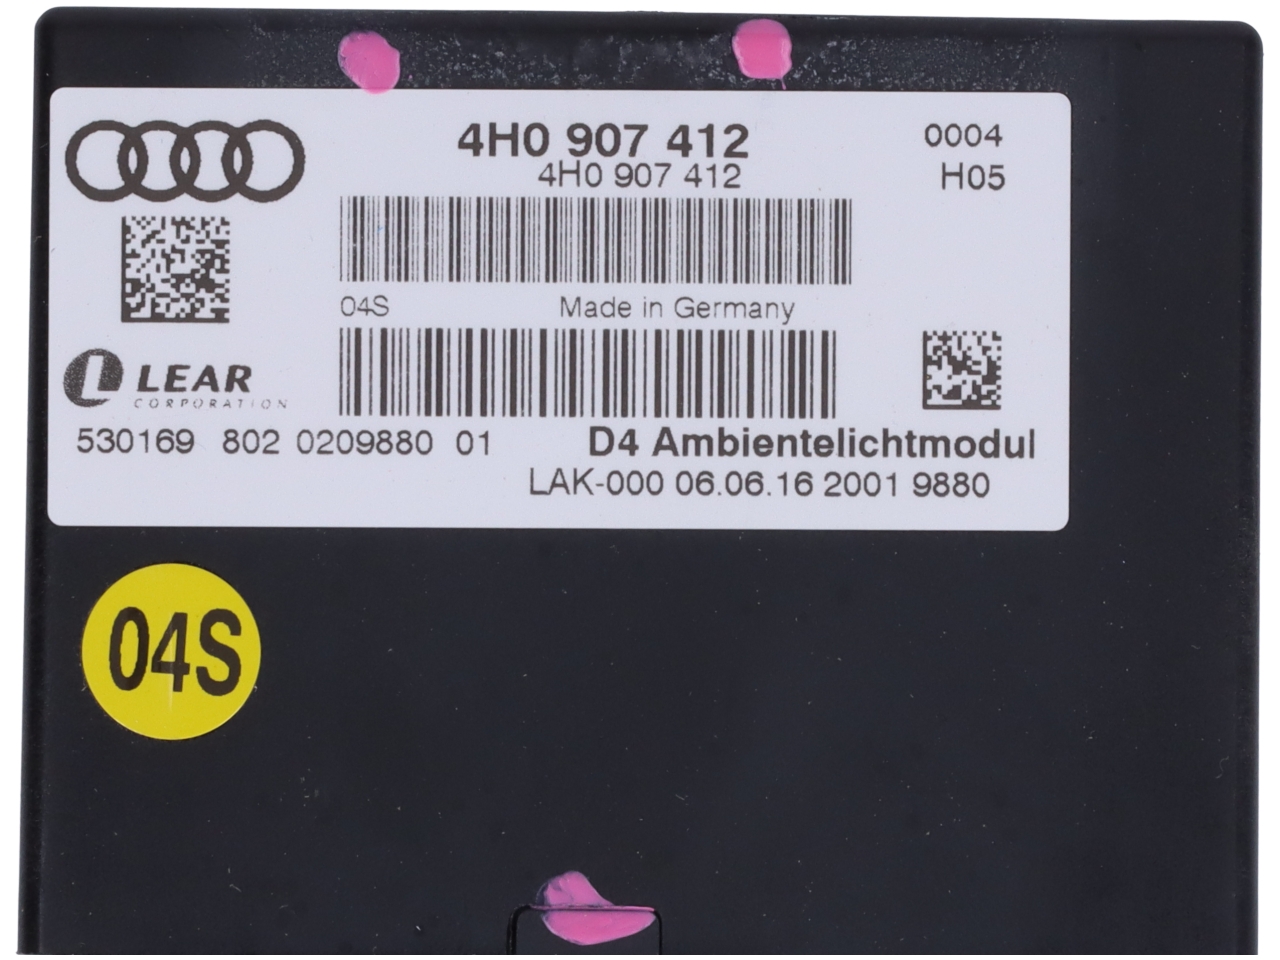 4H0 907 412
0004
4H0 907 412
H05
04S
Made in Germany
LEAR
CORPORATION
530169 802 0209880 01
D4 Ambientelichtmodul
LAK-000 06.06.16 2001 9880
04S